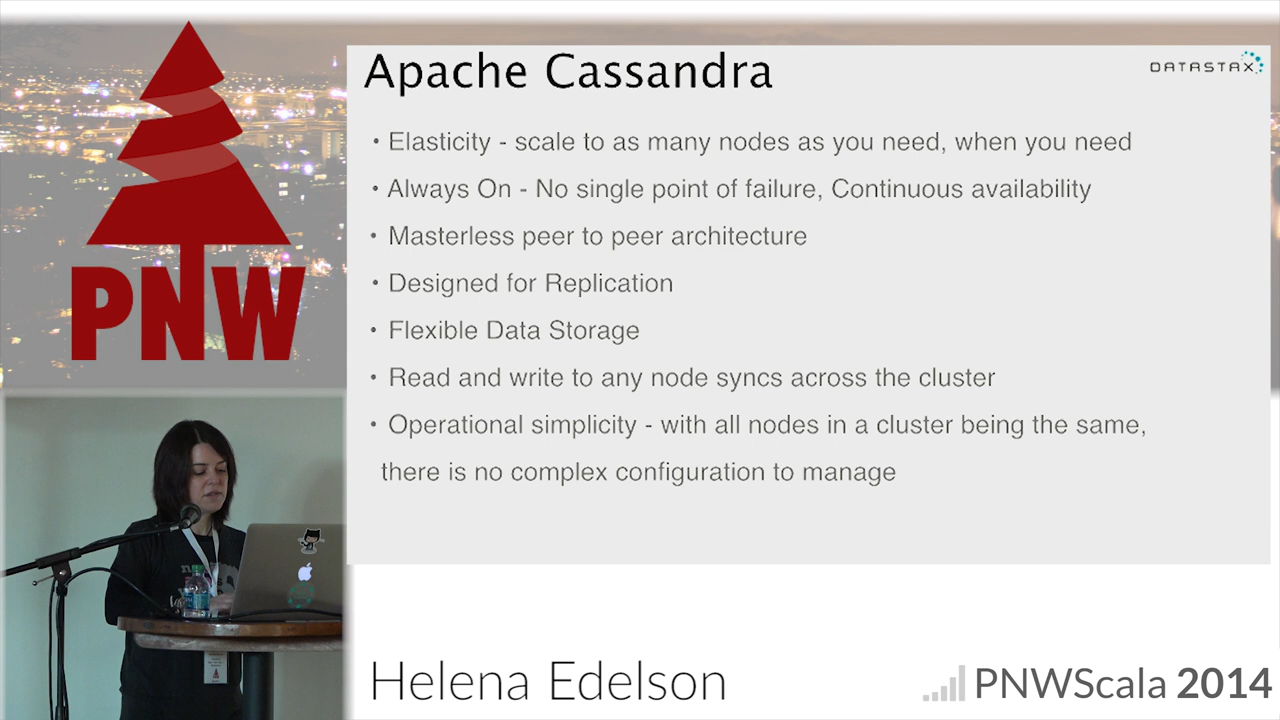 PNW
Apache Cassandra
DATASTAX
• Elasticity - scale to as many nodes as you need, when you need
• Always On - No single point of failure, Continuous availability
• Masterless peer to peer architecture
• Designed for Replication
• Flexible Data Storage
• Read and write to any node syncs across the cluster
• Operational simplicity - with all nodes in a cluster being the same,
there is no complex configuration to manage
Helena Edelson
PNWScala 2014